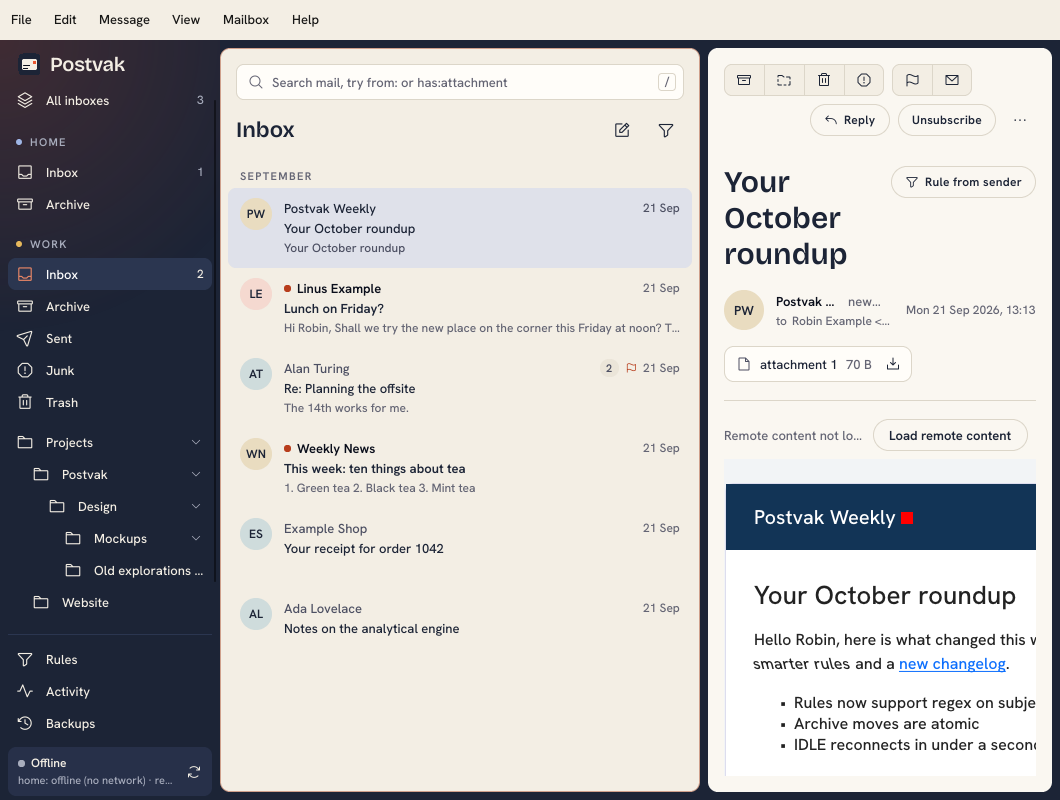 File Edit Message View Mailbox Help
Postvak
All inboxes 3
HOME
Inbox 1
Archive
WORK
Inbox 2
Archive
Sent
Junk
Trash
Projects
Postvak
Design
Mockups
Old explorations ...
Website
Rules
Activity
Backups
Offline
home: offline (no network) · re...
Search mail, try from: or has:attachment /
Inbox
SEPTEMBER
PW Postvak Weekly 21 Sep
Your October roundup
Your October roundup
LE Linus Example 21 Sep
Lunch on Friday?
Hi Robin, Shall we try the new place on the corner this Friday at noon? T...
AT Alan Turing 2 21 Sep
Re: Planning the offsite
The 14th works for me.
WN Weekly News 21 Sep
This week: ten things about tea
1. Green tea 2. Black tea 3. Mint tea
ES Example Shop 21 Sep
Your receipt for order 1042
AL Ada Lovelace 21 Sep
Notes on the analytical engine
Reply Unsubscribe ...
Your October roundup
Rule from sender
PW Postvak ... new... Mon 21 Sep 2026, 13:13
to Robin Example <...
attachment 1 70 B
Remote content not lo... Load remote content
Postvak Weekly
Your October roundup
Hello Robin, here is what changed this w
smarter rules and a new changelog.
▪ Rules now support regex on subje
▪ Archive moves are atomic
▪ IDLE reconnects in under a second